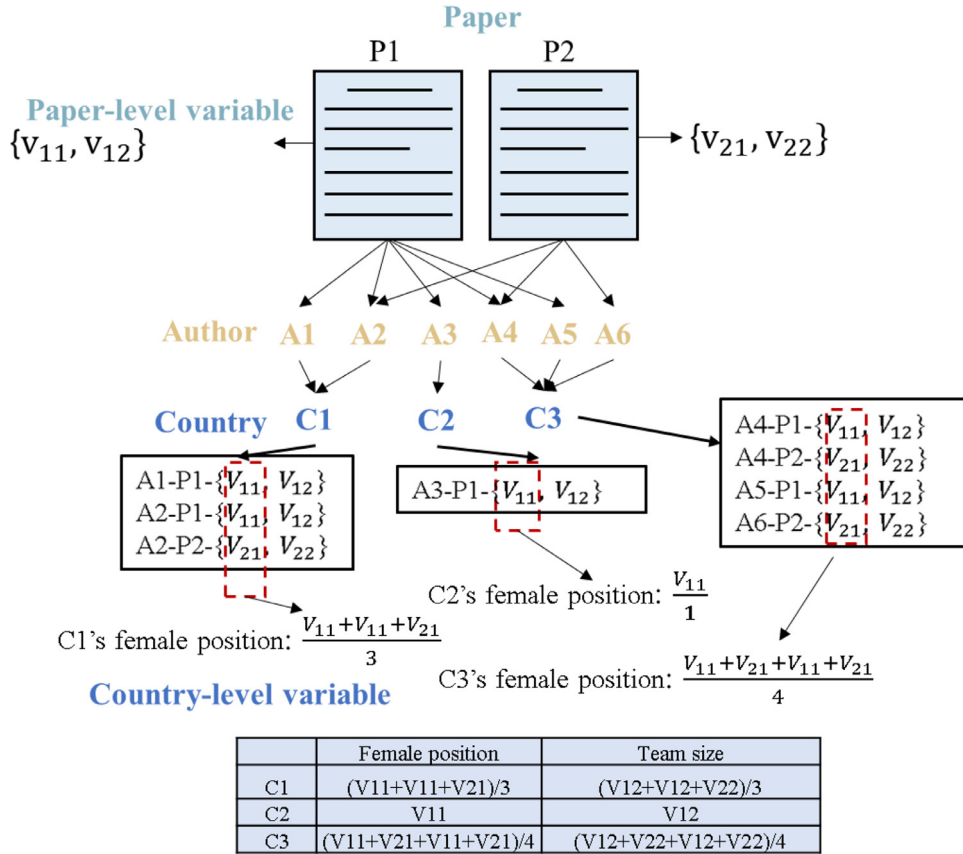 Paper
P1 P2
Paper-level variable
{v₁₁, v₁₂} {v₂₁, v₂₂}
Author A1 A2 A3 A4 A5 A6
Country C1 C2 C3
A1-P1-{V₁₁, V₁₂}
A2-P1-{V₁₁, V₁₂}
A2-P2-{V₂₁, V₂₂}
A3-P1-{V₁₁, V₁₂}
A4-P1-{V₁₁, V₁₂}
A4-P2-{V₂₁, V₂₂}
A5-P1-{V₁₁, V₁₂}
A6-P2-{V₂₁, V₂₂}
C2's female position: V₁₁/1
C1's female position: V₁₁+V₁₁+V₂₁/3
C3's female position: V₁₁+V₂₁+V₁₁+V₂₁/4
Country-level variable
Female position Team size
C1 (V11+V11+V21)/3 (V12+V12+V22)/3
C2 V11 V12
C3 (V11+V21+V11+V21)/4 (V12+V22+V12+V22)/4